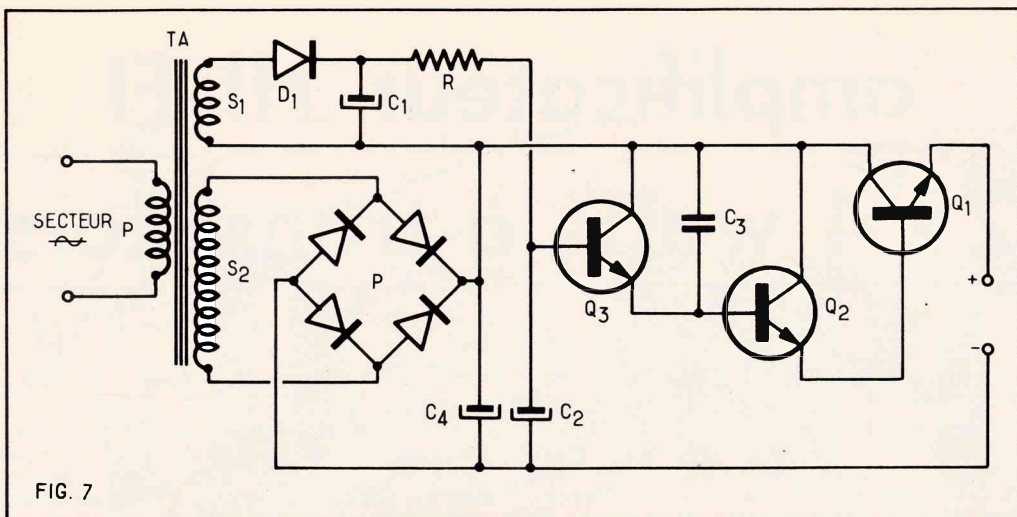 TA
S1
D1
C1
R
SECTEUR P
S2
P
C3
Q1
Q3
Q2
+
-
C4
C2
FIG. 7